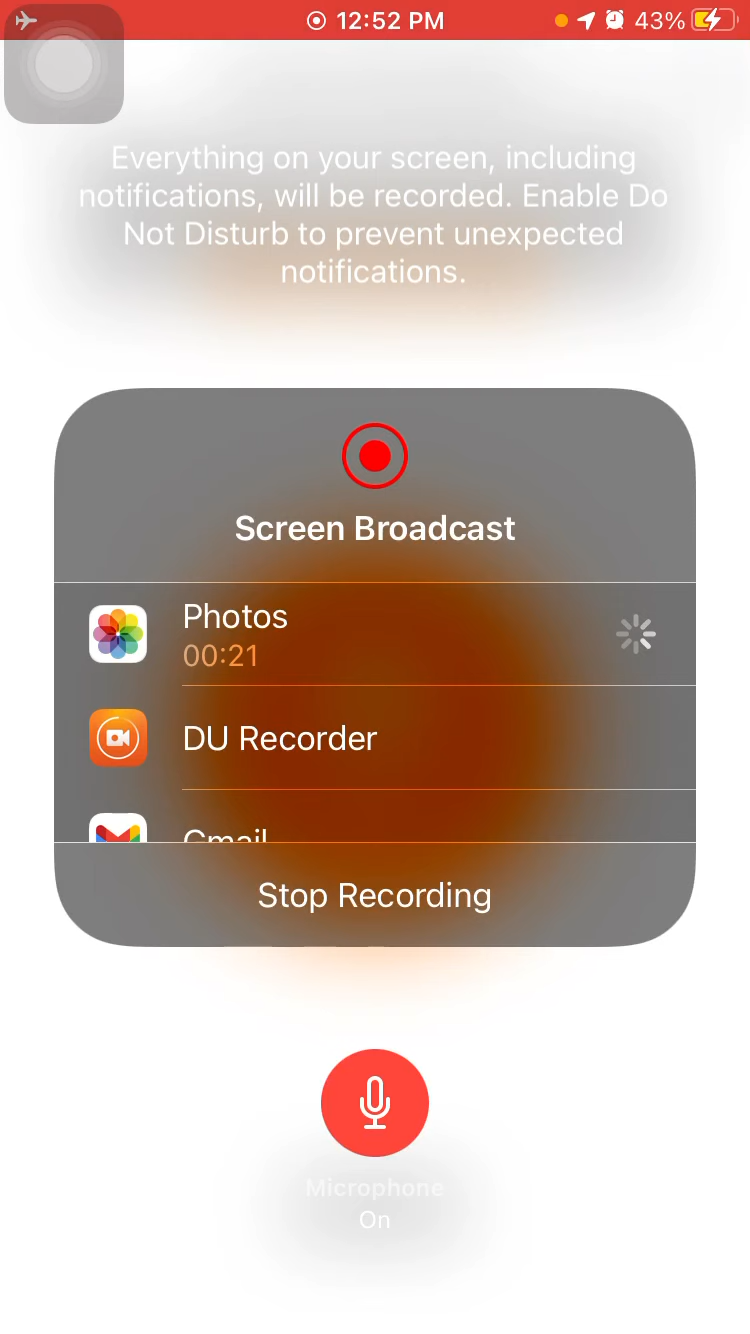 12:52 PM
43%
Everything on your screen, including
notifications, will be recorded. Enable Do
Not Disturb to prevent unexpected
notifications.
Screen Broadcast
Photos
00:21
DU Recorder
Gmail
Stop Recording
Microphone
On